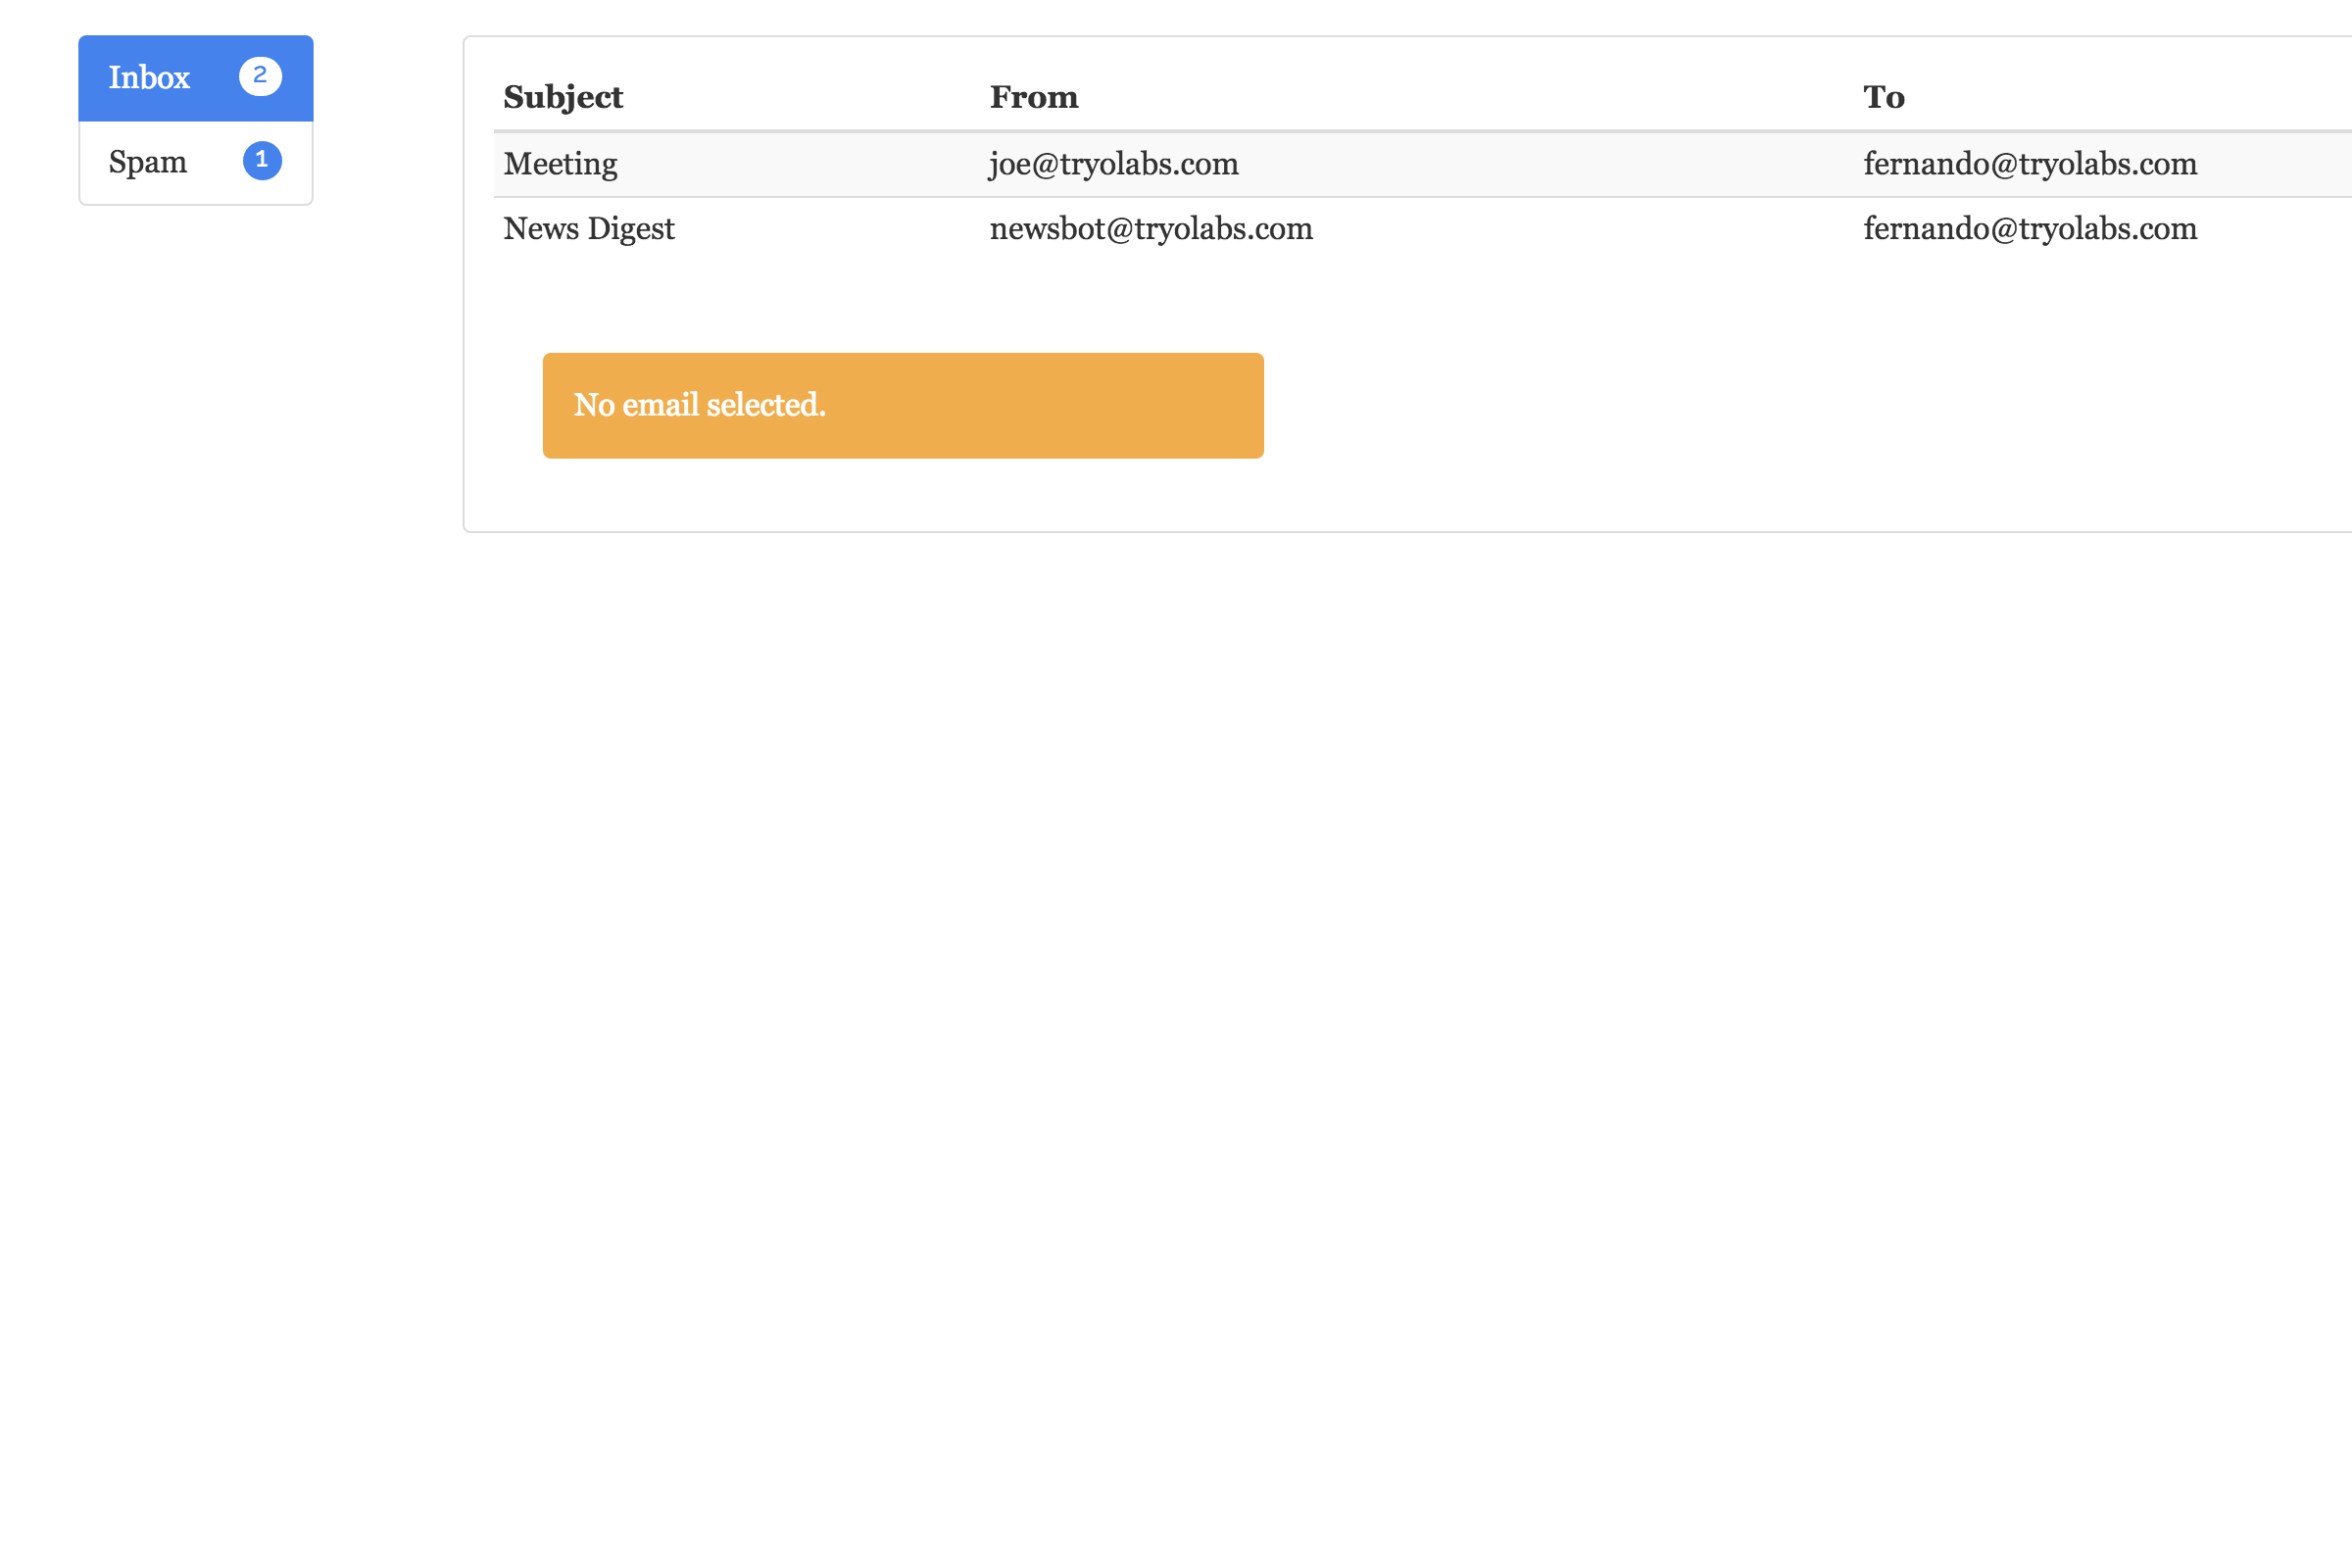 Inbox 2
Spam 1
Subject From To
Meeting joe@tryolabs.com fernando@tryolabs.com
News Digest newsbot@tryolabs.com fernando@tryolabs.com
No email selected.